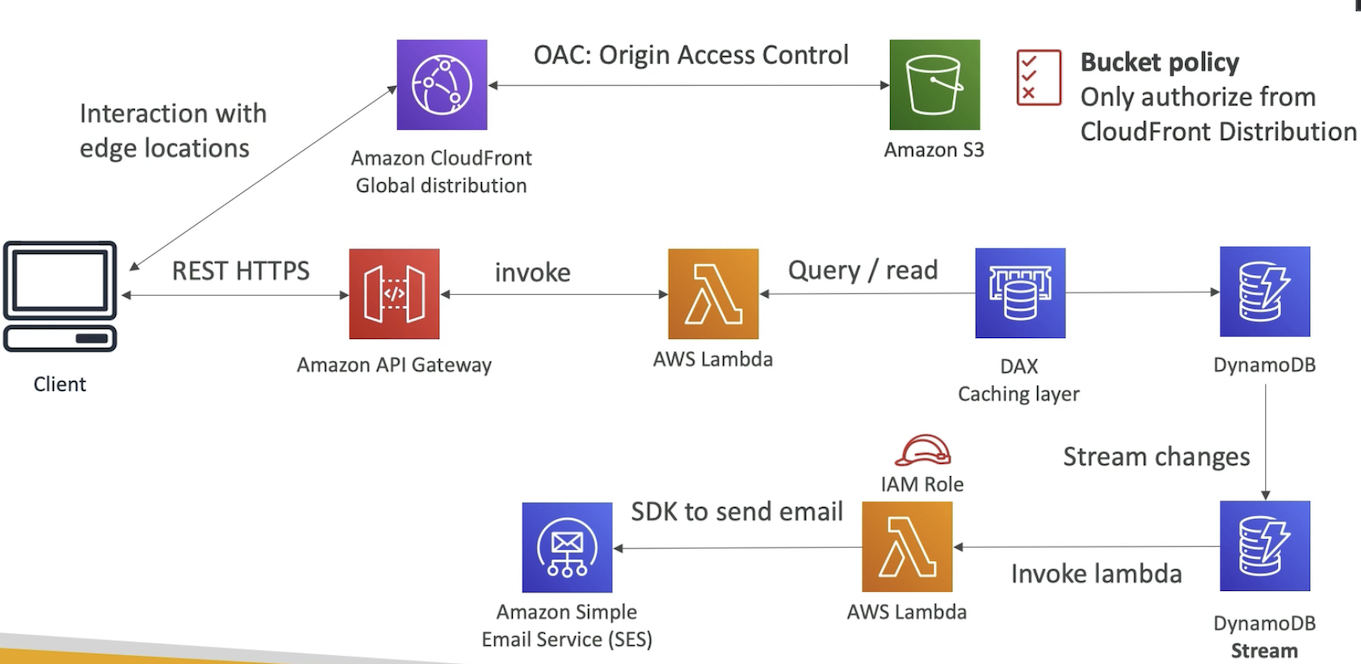 OAC: Origin Access Control
Bucket policy
Only authorize from
CloudFront Distribution
Interaction with
edge locations
Amazon CloudFront
Global distribution
Amazon S3
REST HTTPS
invoke
Query / read
Client
Amazon API Gateway
</>
AWS Lambda
DAX
Caching layer
DynamoDB
Stream changes
IAM Role
SDK to send email
Invoke lambda
Amazon Simple
Email Service (SES)
AWS Lambda
DynamoDB
Stream